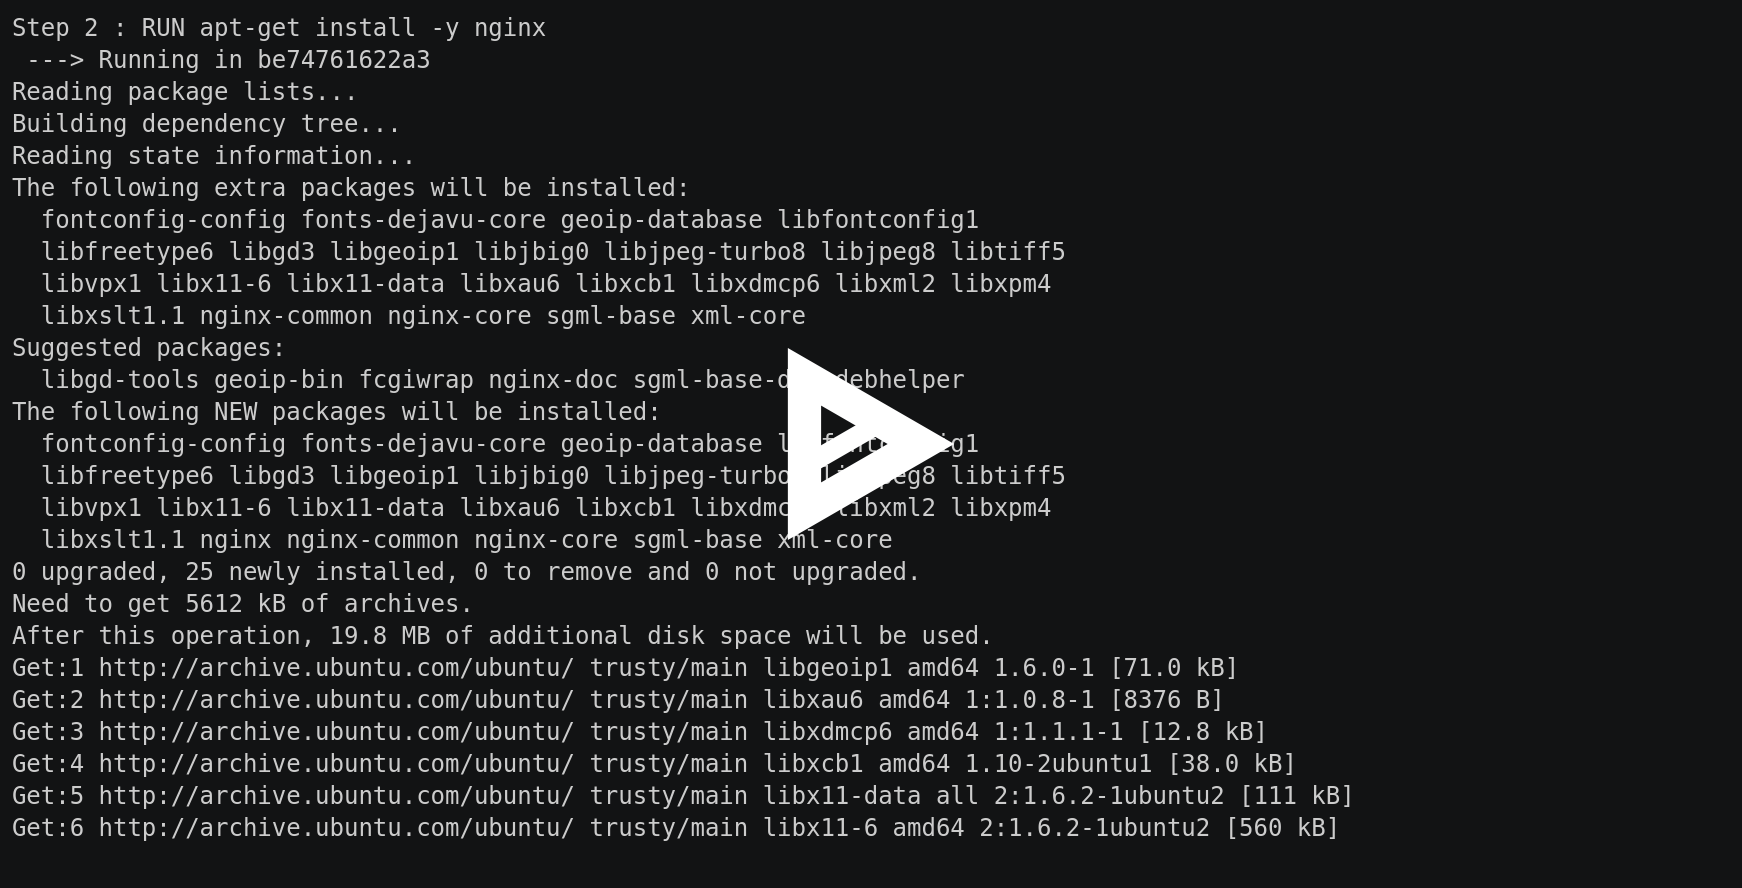 Step 2 : RUN apt-get install -y nginx
 ---> Running in be74761622a3
Reading package lists...
Building dependency tree...
Reading state information...
The following extra packages will be installed:
  fontconfig-config fonts-dejavu-core geoip-database libfontconfig1
  libfreetype6 libgd3 libgeoip1 libjbig0 libjpeg-turbo8 libjpeg8 libtiff5
  libvpx1 libx11-6 libx11-data libxau6 libxcb1 libxdmcp6 libxml2 libxpm4
  libxslt1.1 nginx-common nginx-core sgml-base xml-core
Suggested packages:
  libgd-tools geoip-bin fcgiwrap nginx-doc debhelper
The following NEW packages will be installed:
  fontconfig-config fonts-dejavu-core geoip-database libfontconfig1
  libfreetype6 libgd3 libgeoip1 libjbig0 libjpeg-turbo8 libjpeg8 libtiff5
  libvpx1 libx11-6 libx11-data libxau6 libxcb1 libxdmcp6 libxml2 libxpm4
  libxslt1.1 nginx nginx-common nginx-core sgml-base xml-core
0 upgraded, 25 newly installed, 0 to remove and 0 not upgraded.
Need to get 5612 kB of archives.
After this operation, 19.8 MB of additional disk space will be used.
Get:1 http://archive.ubuntu.com/ubuntu/ trusty/main libgeoip1 amd64 1.6.0-1 [71.0 kB]
Get:2 http://archive.ubuntu.com/ubuntu/ trusty/main libxau6 amd64 1:1.0.8-1 [8376 B]
Get:3 http://archive.ubuntu.com/ubuntu/ trusty/main libxdmcp6 amd64 1:1.1.1-1 [12.8 kB]
Get:4 http://archive.ubuntu.com/ubuntu/ trusty/main libxcb1 amd64 1.10-2ubuntu1 [38.0 kB]
Get:5 http://archive.ubuntu.com/ubuntu/ trusty/main libx11-data all 2:1.6.2-1ubuntu2 [111 kB]
Get:6 http://archive.ubuntu.com/ubuntu/ trusty/main libx11-6 amd64 2:1.6.2-1ubuntu2 [560 kB]